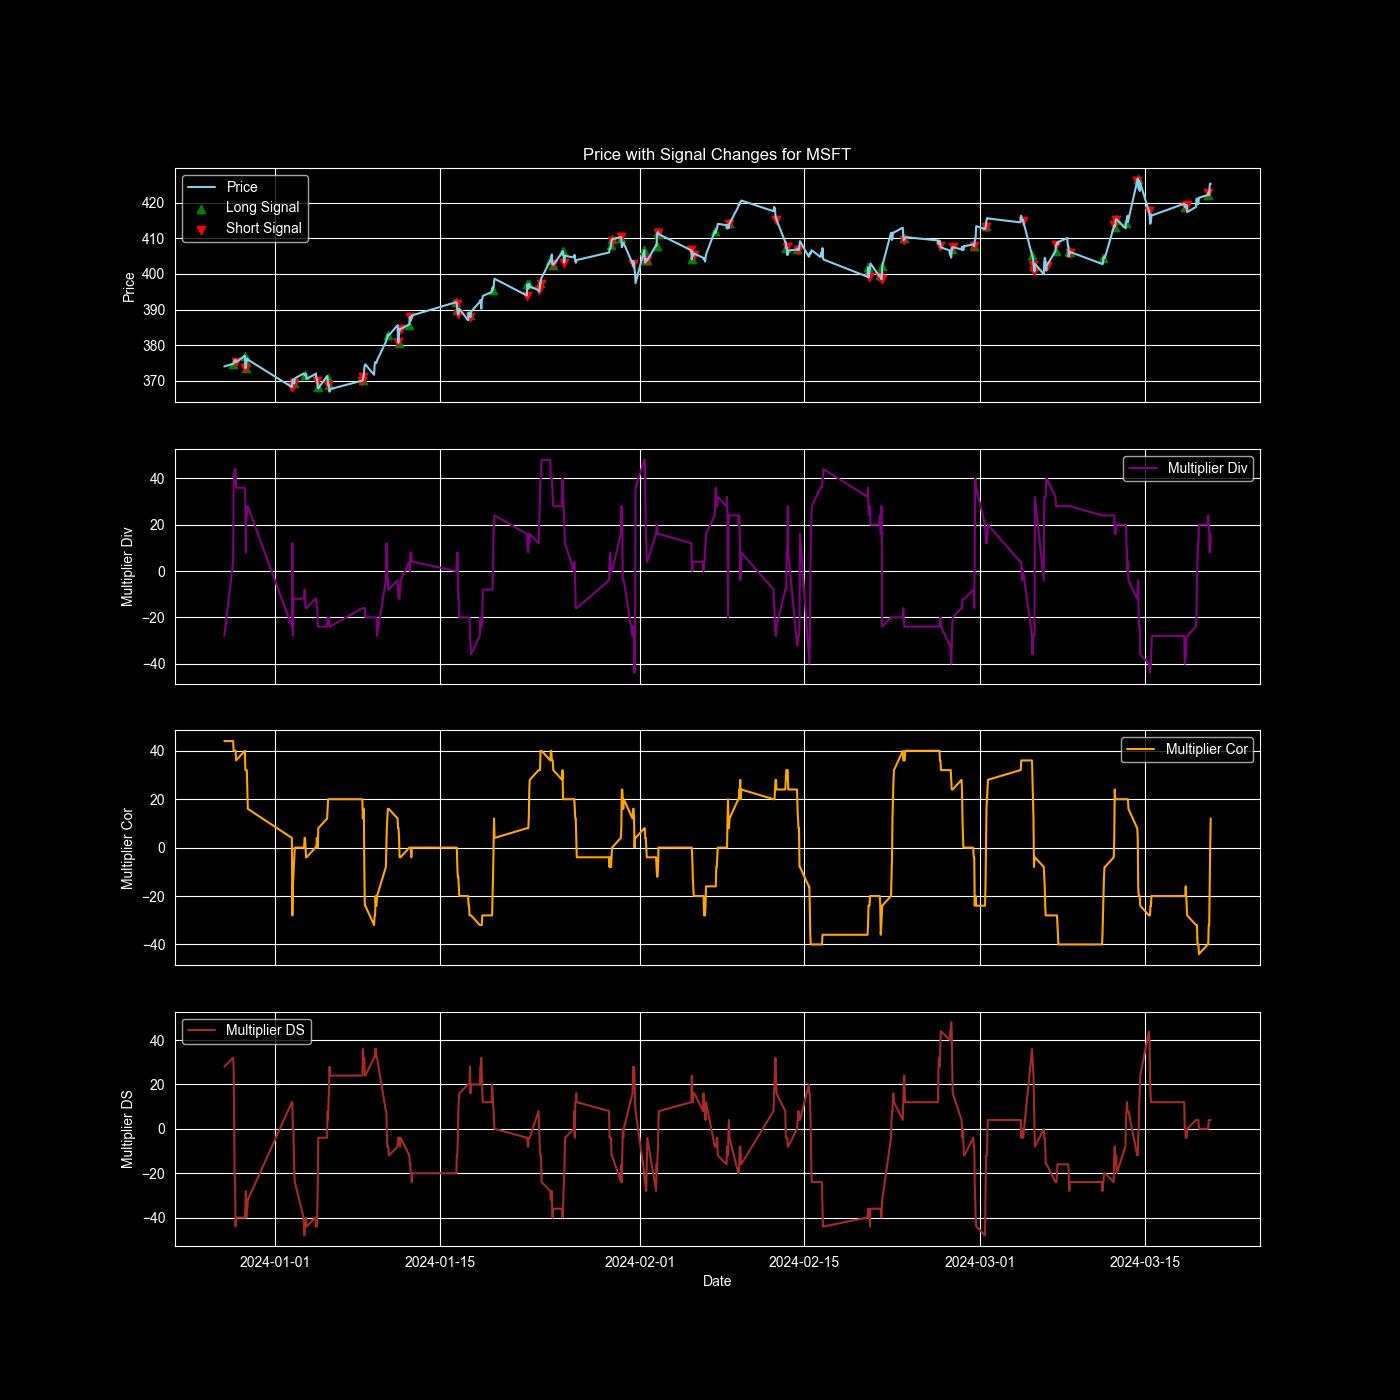 Price with Signal Changes for MSFT
Price
Long Signal
Short Signal
Price
420
410
400
390
380
370
Multiplier Div
Multiplier Div
40
20
0
−20
−40
Multiplier Cor
Multiplier Cor
40
20
0
−20
−40
Multiplier DS
Multiplier DS
40
20
0
−20
−40
2024-01-01 2024-01-15 2024-02-01 2024-02-15 2024-03-01 2024-03-15
Date